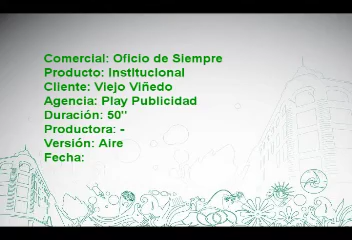 Comercial: Oficio de Siempre
Producto: Institucional
Cliente: Viejo Viñedo
Agencia: Play Publicidad
Duración: 50"
Productora: -
Versión: Aire
Fecha: